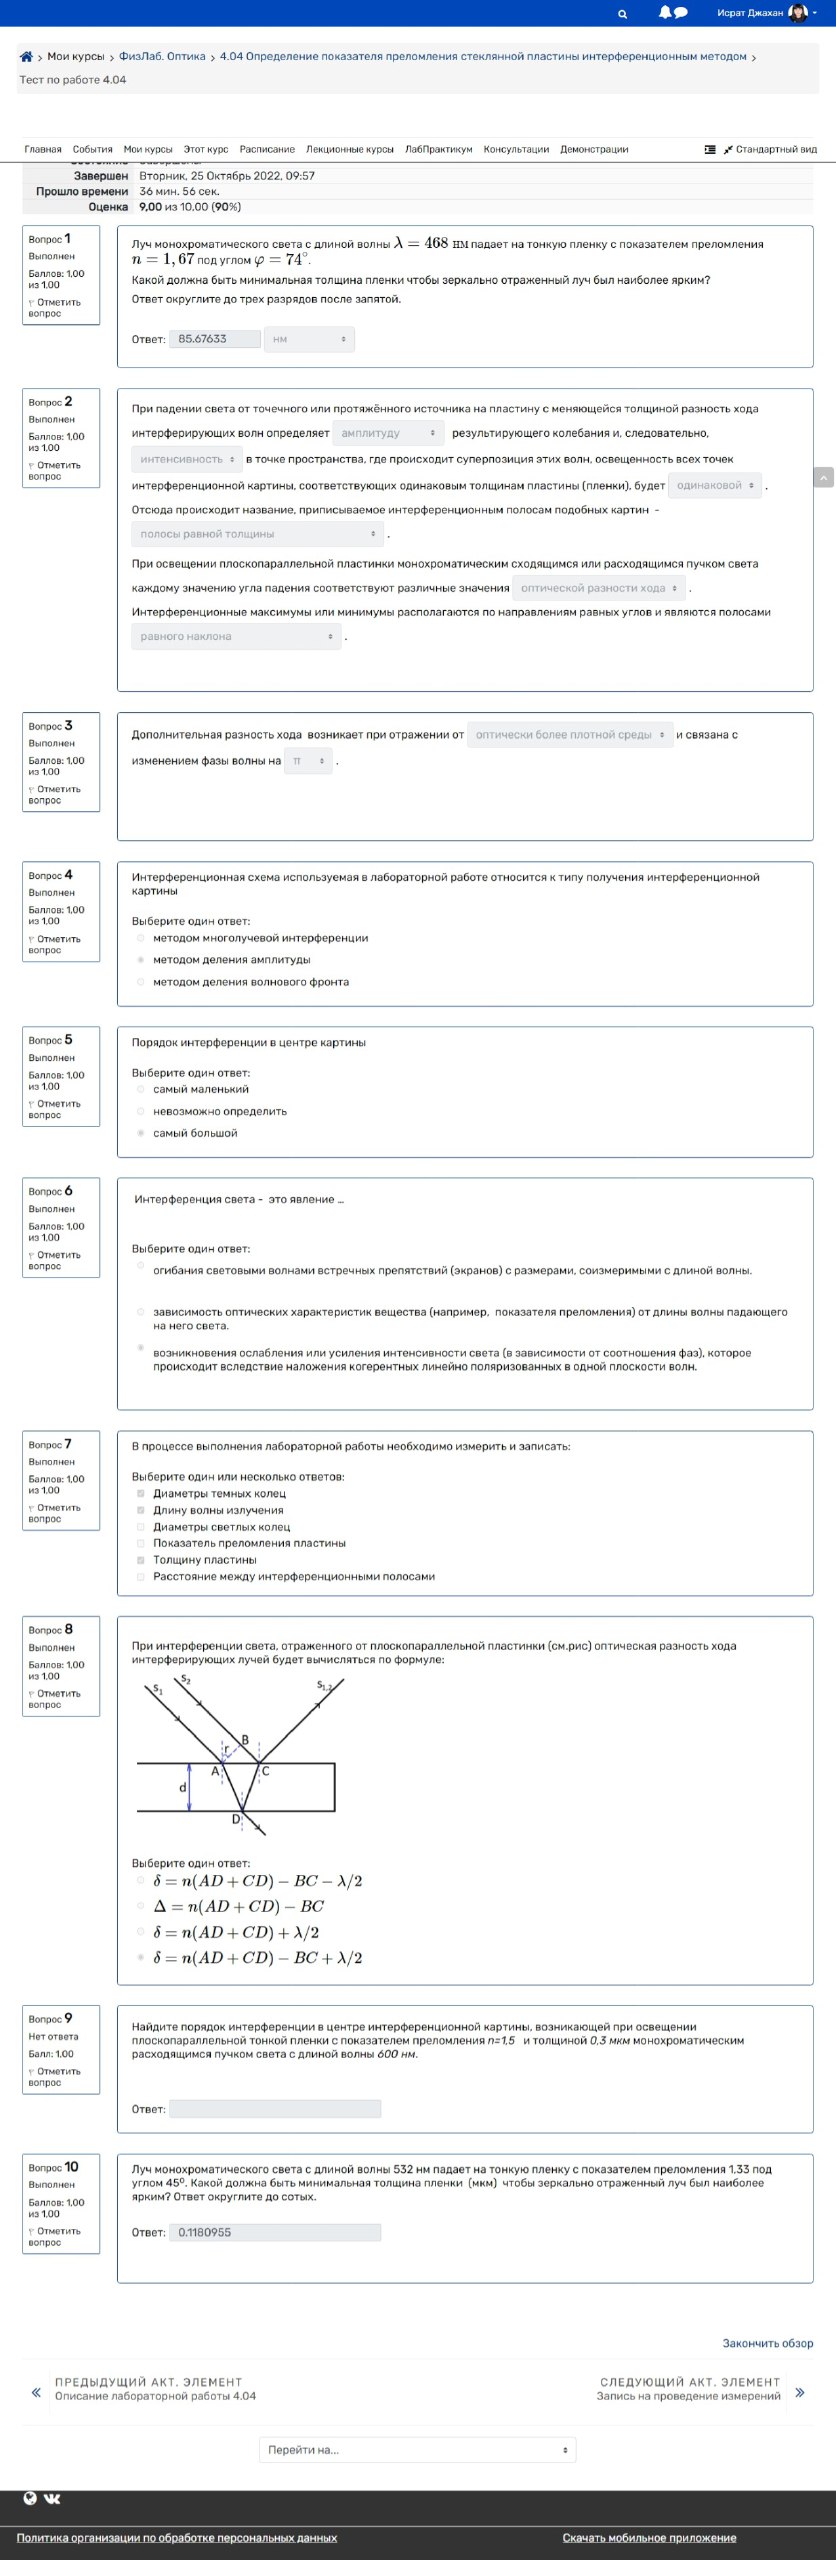 Исрат Джахан
Мои курсы > ФизЛаб. Оптика > 4.04 Определение показателя преломления стеклянной пластины интерференционным методом >
Тест по работе 4.04
Главная События Мои курсы Этот курс Расписание Лекционные курсы ЛабПрактикум Консультации Демонстрации Стандартный вид
Завершен Вторник, 25 Октябрь 2022, 09:57
Прошло времени 36 мин. 56 сек.
Оценка 9,00 из 10,00 (90%)
Вопрос 1
Выполнен
Баллов: 1,00
из 1,00
Отметить
вопрос
Луч монохроматического света с длиной волны λ = 468 нм падает на тонкую пленку с показателем преломления
n = 1, 67 под углом φ = 74°.
Какой должна быть минимальная толщина пленки чтобы зеркально отраженный луч был наиболее ярким?
Ответ округлите до трех разрядов после запятой.
Ответ: 85.67633 нм
Вопрос 2
Выполнен
Баллов: 1,00
из 1,00
Отметить
вопрос
При падении света от точечного или протяжённого источника на пластину с меняющейся толщиной разность хода
интерферирующих волн определяет амплитуду результирующего колебания и, следовательно,
интенсивность в точке пространства, где происходит суперпозиция этих волн, освещенность всех точек
интерференционной картины, соответствующих одинаковым толщинам пластины (пленки), будет одинаковой .
Отсюда происходит название, приписываемое интерференционным полосам подобных картин -
полосы равной толщины .
При освещении плоскопараллельной пластинки монохроматическим сходящимся или расходящимся пучком света
каждому значению угла падения соответствуют различные значения оптической разности хода .
Интерференционные максимумы или минимумы располагаются по направлениям равных углов и являются полосами
равного наклона .
Вопрос 3
Выполнен
Баллов: 1,00
из 1,00
Отметить
вопрос
Дополнительная разность хода возникает при отражении от оптически более плотной среды и связана с
изменением фазы волны на π .
Вопрос 4
Выполнен
Баллов: 1,00
из 1,00
Отметить
вопрос
Интерференционная схема используемая в лабораторной работе относится к типу получения интерференционной
картины
Выберите один ответ:
методом многолучевой интерференции
методом деления амплитуды
методом деления волнового фронта
Вопрос 5
Выполнен
Баллов: 1,00
из 1,00
Отметить
вопрос
Порядок интерференции в центре картины
Выберите один ответ:
самый маленький
невозможно определить
самый большой
Вопрос 6
Выполнен
Баллов: 1,00
из 1,00
Отметить
вопрос
Интерференция света - это явление ...
Выберите один ответ:
огибания световыми волнами встречных препятствий (экранов) с размерами, соизмеримыми с длиной волны.
зависимость оптических характеристик вещества (например, показателя преломления) от длины волны падающего
на него света.
возникновения ослабления или усиления интенсивности света (в зависимости от соотношения фаз), которое
происходит вследствие наложения когерентных линейно поляризованных в одной плоскости волн.
Вопрос 7
Выполнен
Баллов: 1,00
из 1,00
Отметить
вопрос
В процессе выполнения лабораторной работы необходимо измерить и записать:
Выберите один или несколько ответов:
Диаметры темных колец
Длину волны излучения
Диаметры светлых колец
Показатель преломления пластины
Толщину пластины
Расстояние между интерференционными полосами
Вопрос 8
Выполнен
Баллов: 1,00
из 1,00
Отметить
вопрос
При интерференции света, отраженного от плоскопараллельной пластинки (см.рис) оптическая разность хода
интерферирующих лучей будет вычисляться по формуле:
S1 S2 S1,2
r B
A C
d
D
Выберите один ответ:
δ = n(AD + CD) − BC − λ/2
Δ = n(AD + CD) − BC
δ = n(AD + CD) + λ/2
δ = n(AD + CD) − BC + λ/2
Вопрос 9
Нет ответа
Балл: 1,00
Отметить
вопрос
Найдите порядок интерференции в центре интерференционной картины, возникающей при освещении
плоскопараллельной тонкой пленки с показателем преломления n=1,5 и толщиной 0,3 мкм монохроматическим
расходящимся пучком света с длиной волны 600 нм.
Ответ:
Вопрос 10
Выполнен
Баллов: 1,00
из 1,00
Отметить
вопрос
Луч монохроматического света с длиной волны 532 нм падает на тонкую пленку с показателем преломления 1,33 под
углом 45⁰. Какой должна быть минимальная толщина пленки (мкм) чтобы зеркально отраженный луч был наиболее
ярким? Ответ округлите до сотых.
Ответ: 0.1180955
Закончить обзор
ПРЕДЫДУЩИЙ АКТ. ЭЛЕМЕНТ
Описание лабораторной работы 4.04
СЛЕДУЮЩИЙ АКТ. ЭЛЕМЕНТ
Запись на проведение измерений
Перейти на...
Политика организации по обработке персональных данных
Скачать мобильное приложение